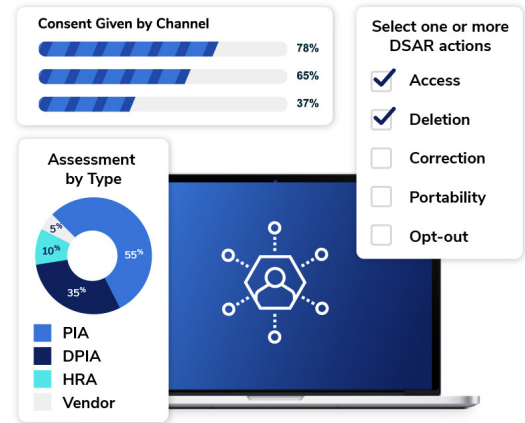 Consent Given by Channel
78%
65%
37%
Select one or more
DSAR actions
Access
Deletion
Correction
Portability
Opt-out
Assessment
by Type
5%
10%
55%
35%
PIA
DPIA
HRA
Vendor